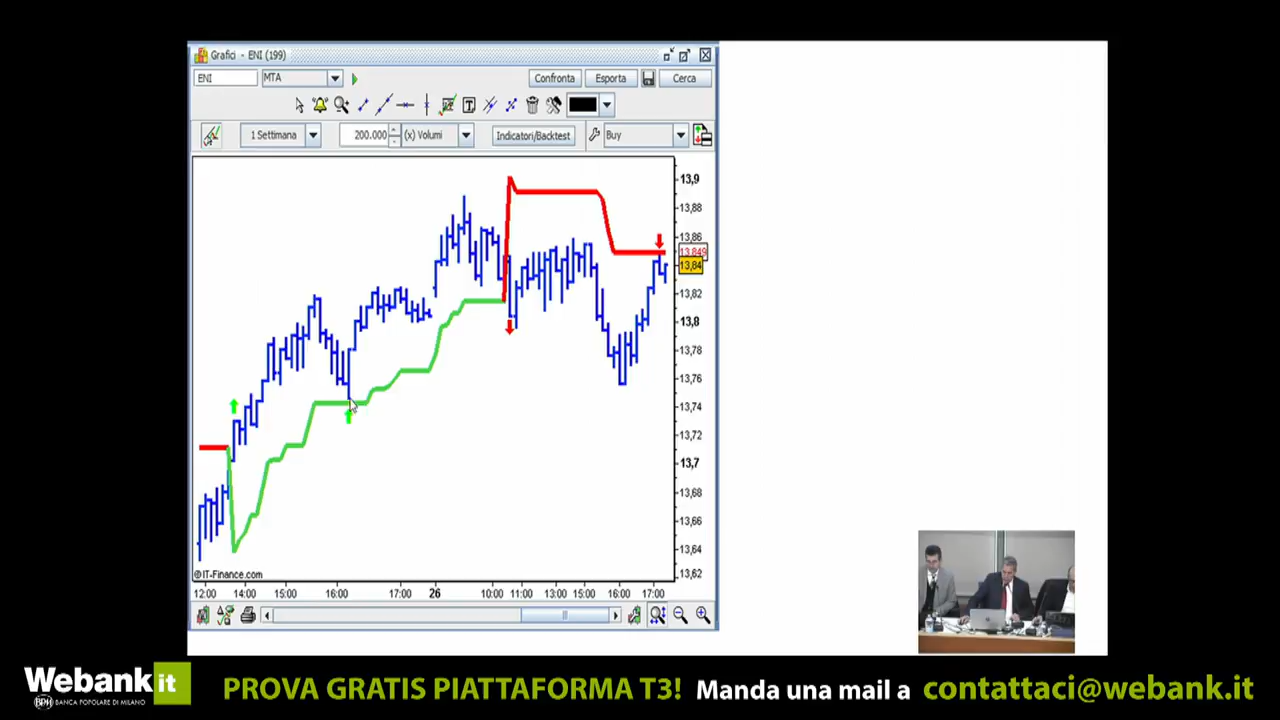 Grafici - ENI (199)
ENI MTA Confronta Esporta Cerca
1 Settimana 200.000 (x) Volumi Indicatori/Backtest Buy
13,9
13,88
13,86
13,849
13,84
13,82
13,8
13,78
13,76
13,74
13,72
13,7
13,68
13,66
13,64
13,62
© IT-Finance.com
12:00 14:00 15:00 16:00 17:00 26 10:00 11:00 13:00 15:00 16:00 17:00
Webank it
BPM BANCA POPOLARE DI MILANO
PROVA GRATIS PIATTAFORMA T3! Manda una mail a contattaci@webank.it